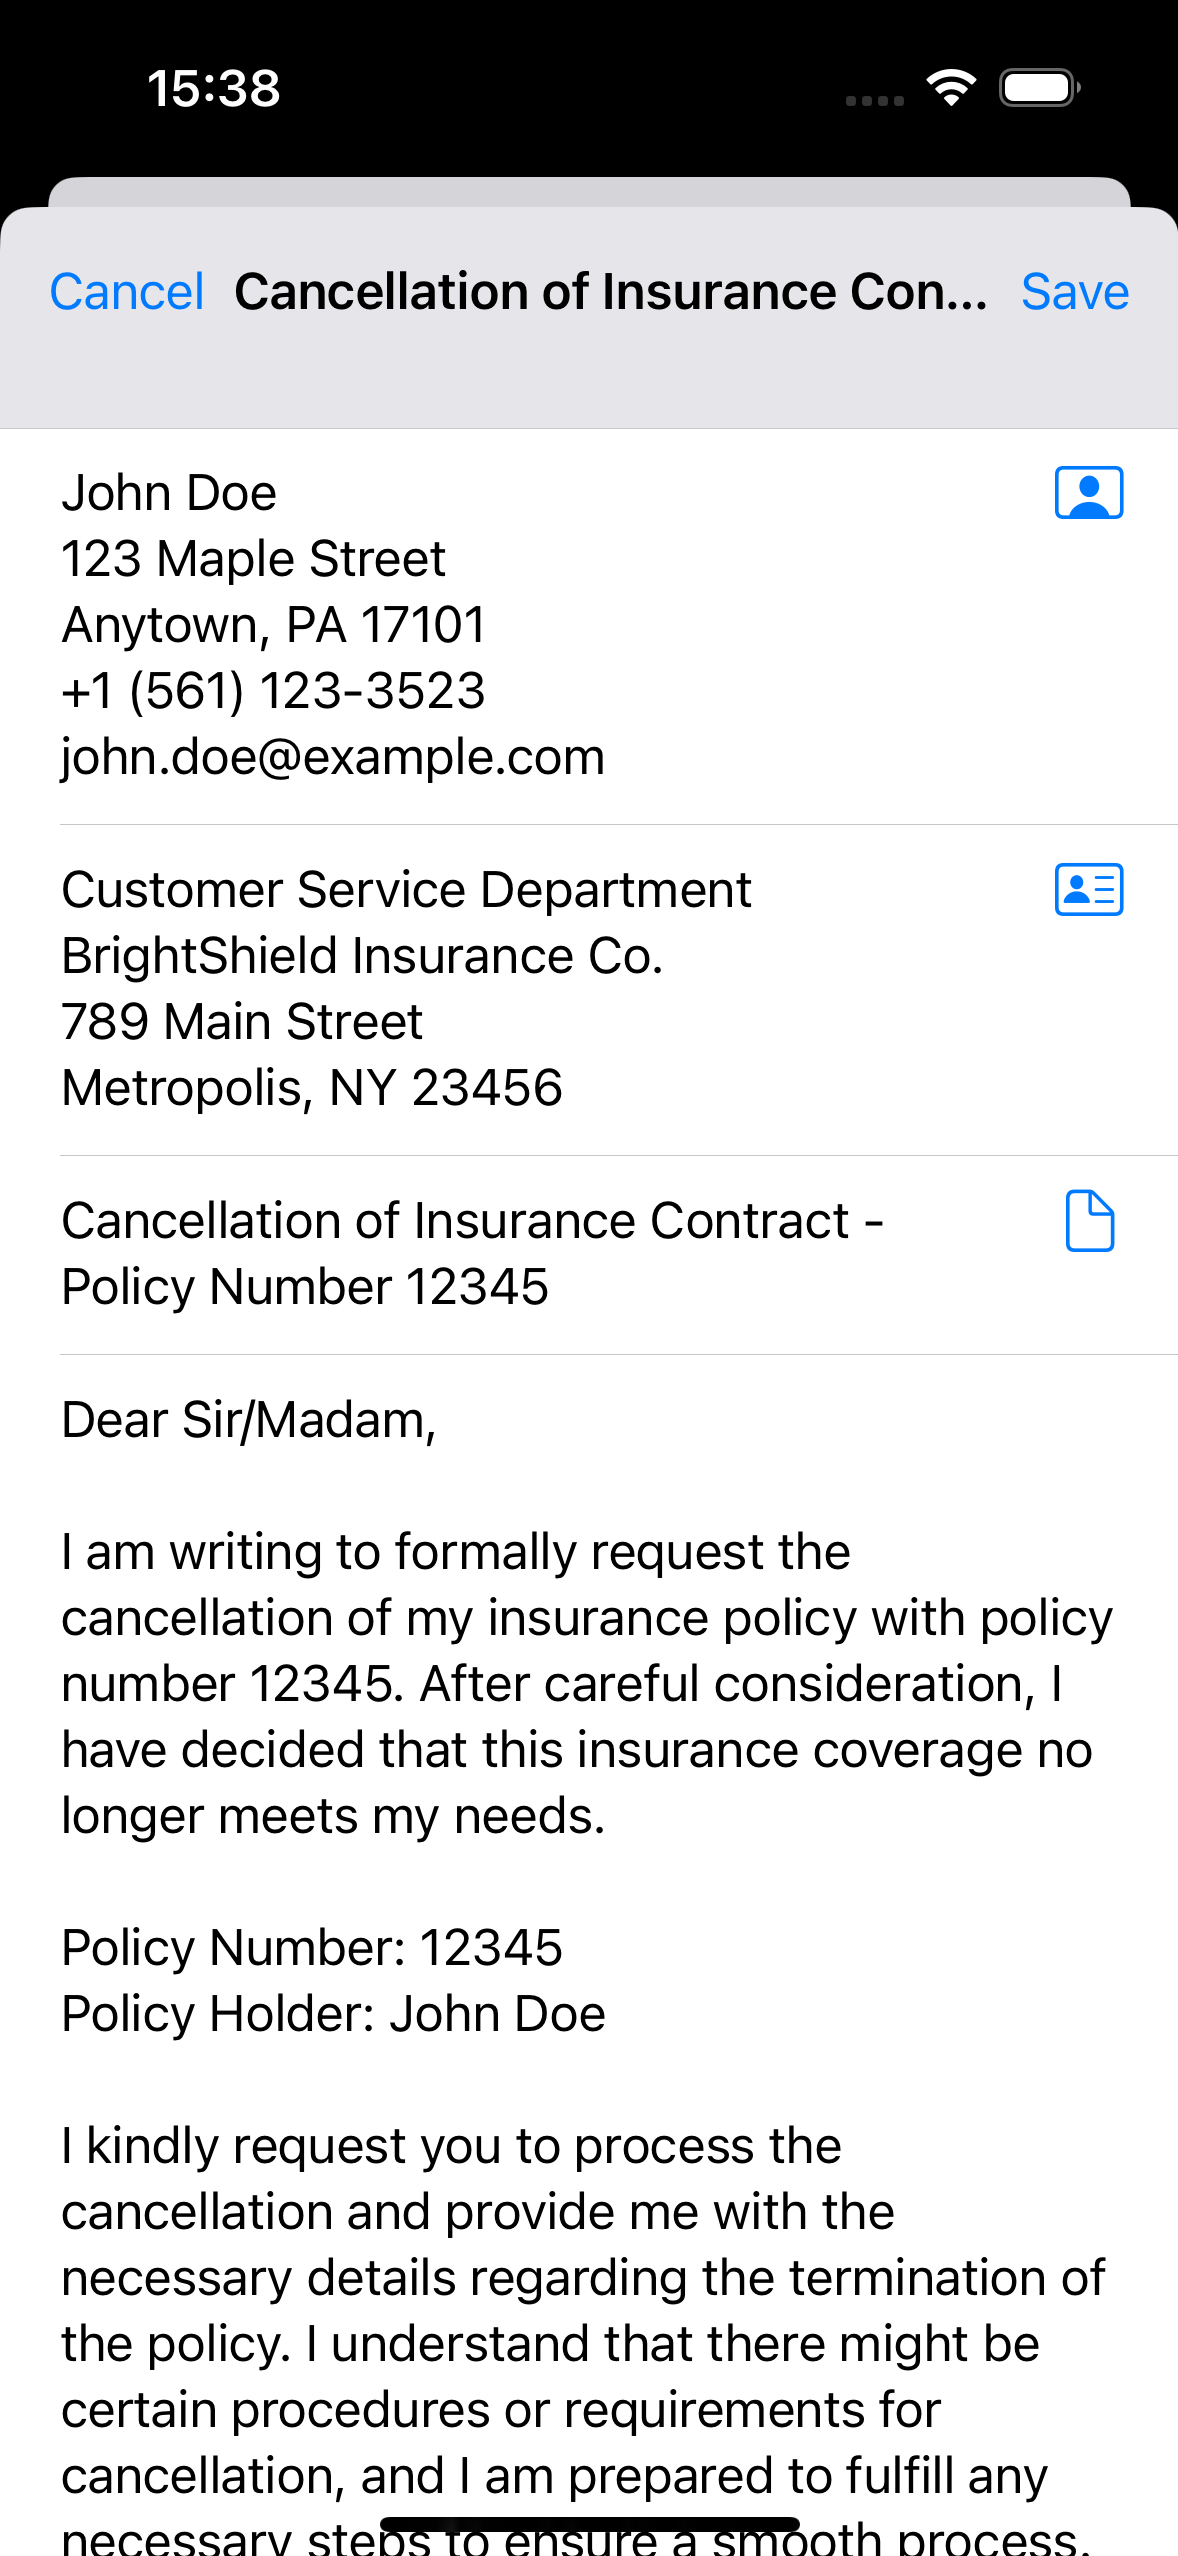 15:38
Cancel Cancellation of Insurance Con... Save
John Doe
123 Maple Street
Anytown, PA 17101
+1 (561) 123-3523
john.doe@example.com
Customer Service Department
BrightShield Insurance Co.
789 Main Street
Metropolis, NY 23456
Cancellation of Insurance Contract -
Policy Number 12345
Dear Sir/Madam,
I am writing to formally request the
cancellation of my insurance policy with policy
number 12345. After careful consideration, I
have decided that this insurance coverage no
longer meets my needs.
Policy Number: 12345
Policy Holder: John Doe
I kindly request you to process the
cancellation and provide me with the
necessary details regarding the termination of
the policy. I understand that there might be
certain procedures or requirements for
cancellation, and I am prepared to fulfill any
necessary steps to ensure a smooth process.